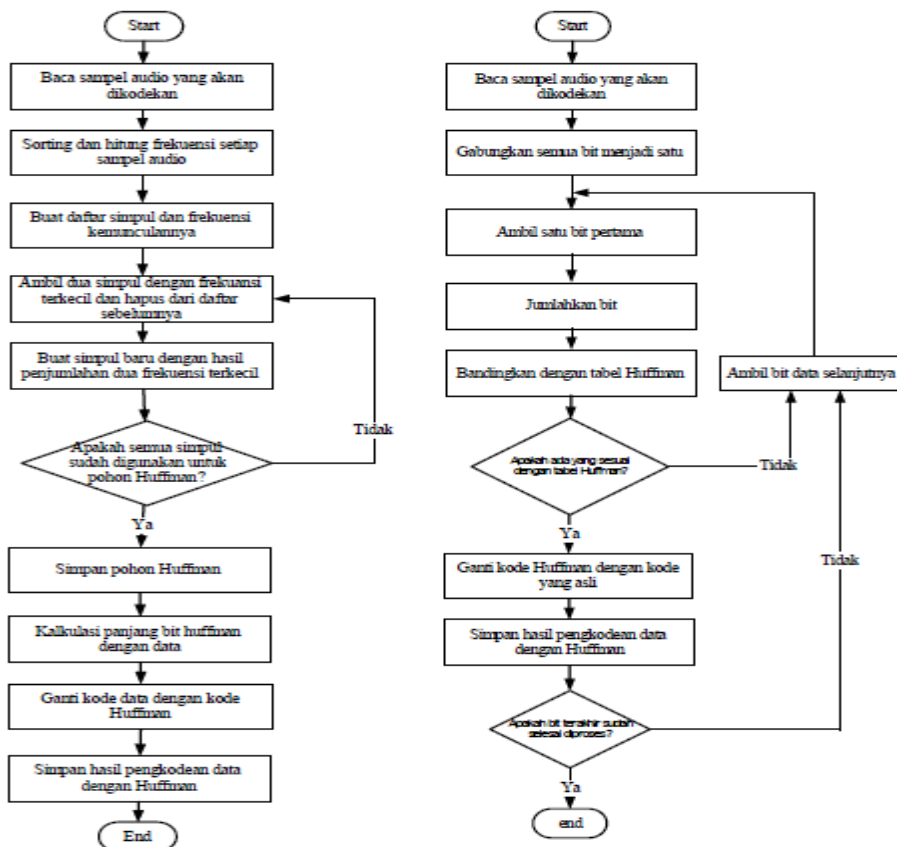 Start
Baca sampel audio yang akan
dikodekan
Sorting dan hitung frekuensi setiap
sampel audio
Buat daftar simpul dan frekuensi
kemunculannya
Ambil dua simpul dengan frekuansi
terkecil dan hapus dari daftar
sebelumnya
Buat simpul baru dengan hasil
penjumlahan dua frekuensi terkecil
Apakah semua simpul
sudah digunakan untuk
pohon Huffman?
Tidak
Ya
Simpan pohon Huffman
Kalkulasi panjang bit huffman
dengan data
Ganti kode data dengan kode
Huffman
Simpan hasil pengkodean data
dengan Huffman
End
Start
Baca sampel audio yang akan
dikodekan
Gabungkan semua bit menjadi satu
Ambil satu bit pertama
Jumlahkan bit
Bandingkan dengan tabel Huffman
Ambil bit data selanjutnya
Apakah ada yang sesuai
dengan tabel Huffman?
Tidak
Ya
Ganti kode Huffman dengan kode
yang asli
Tidak
Simpan hasil pengkodean data
dengan Huffman
Apakah bit terakhir sudah
selesai diproses?
Ya
end